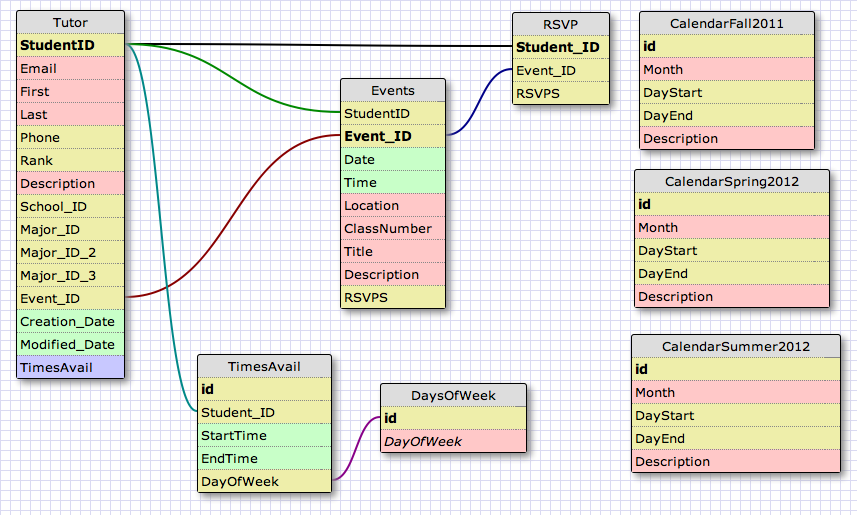 Tutor
StudentID
Email
First
Last
Phone
Rank
Description
School_ID
Major_ID
Major_ID_2
Major_ID_3
Event_ID
Creation_Date
Modified_Date
TimesAvail
Events
StudentID
Event_ID
Date
Time
Location
ClassNumber
Title
Description
RSVPS
RSVP
Student_ID
Event_ID
RSVPS
CalendarFall2011
id
Month
DayStart
DayEnd
Description
CalendarSpring2012
id
Month
DayStart
DayEnd
Description
CalendarSummer2012
id
Month
DayStart
DayEnd
Description
TimesAvail
id
Student_ID
StartTime
EndTime
DayOfWeek
DaysOfWeek
id
DayOfWeek